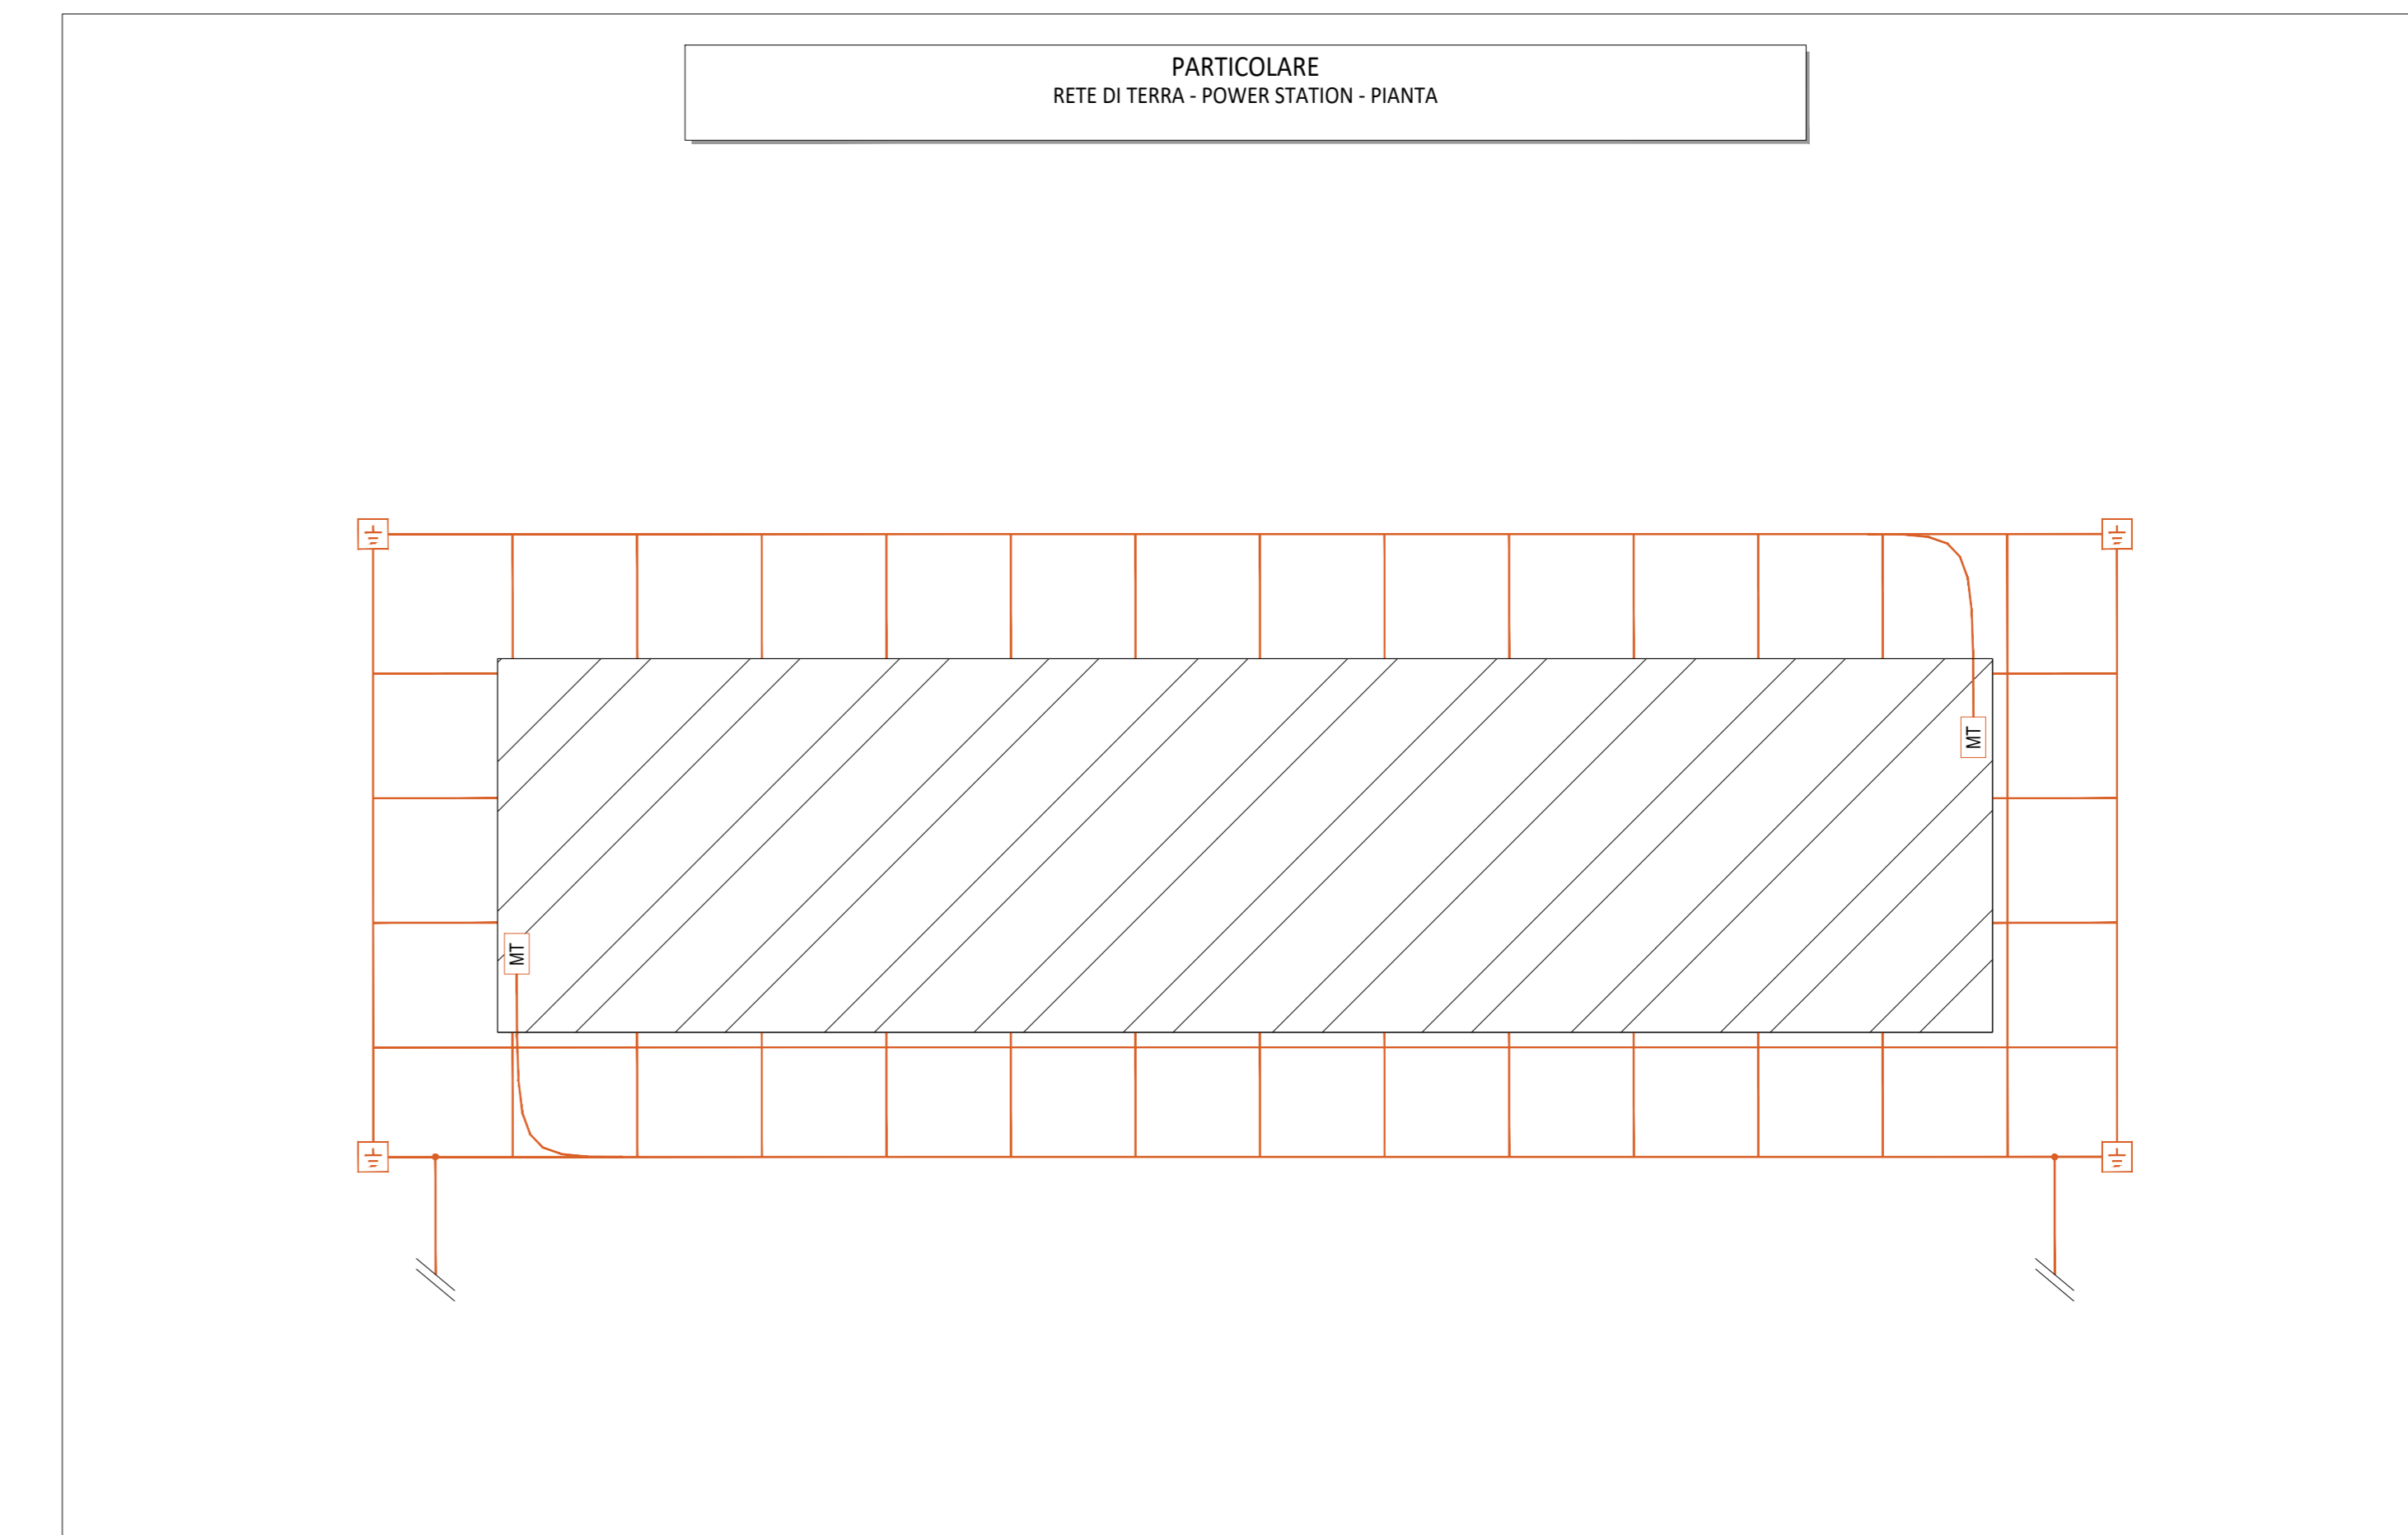 PARTICOLARE
RETE DI TERRA - POWER STATION - PIANTA
MT
MT